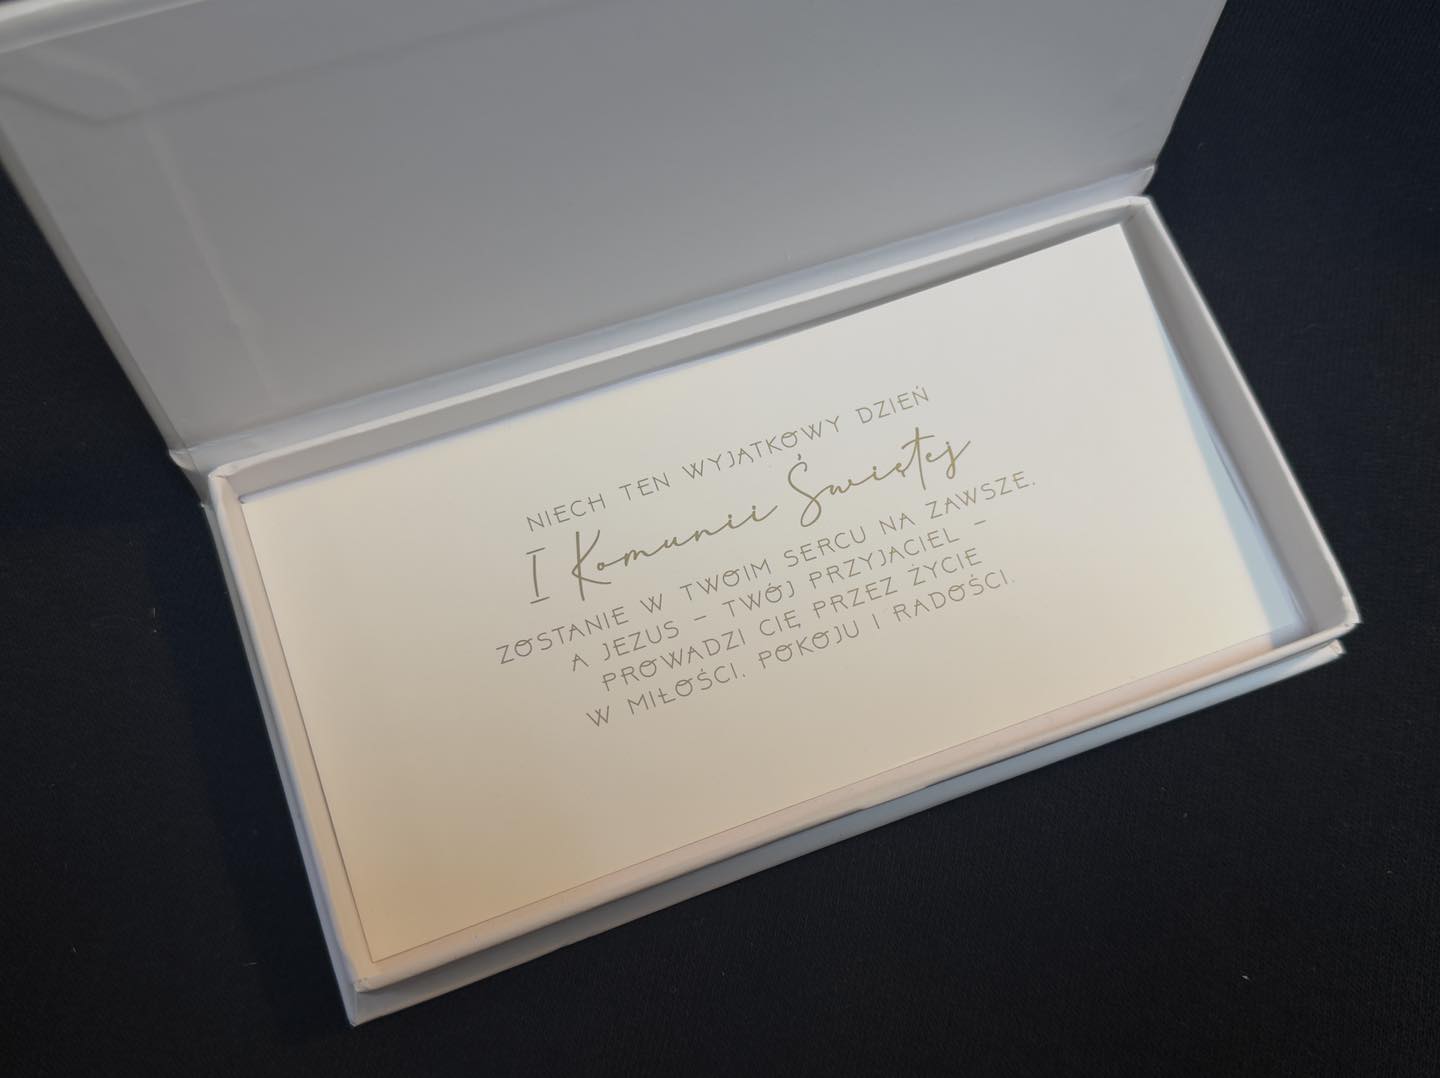 NIECH TEN WYJĄTKOWY DZIEŃ
I Komunii Świętej
ZOSTANIE W TWOIM SERCU NA ZAWSZE,
A JEZUS – TWÓJ PRZYJACIEL –
PROWADZI CIĘ PRZEZ ŻYCIE
W MIŁOŚCI, POKOJU I RADOŚCI.